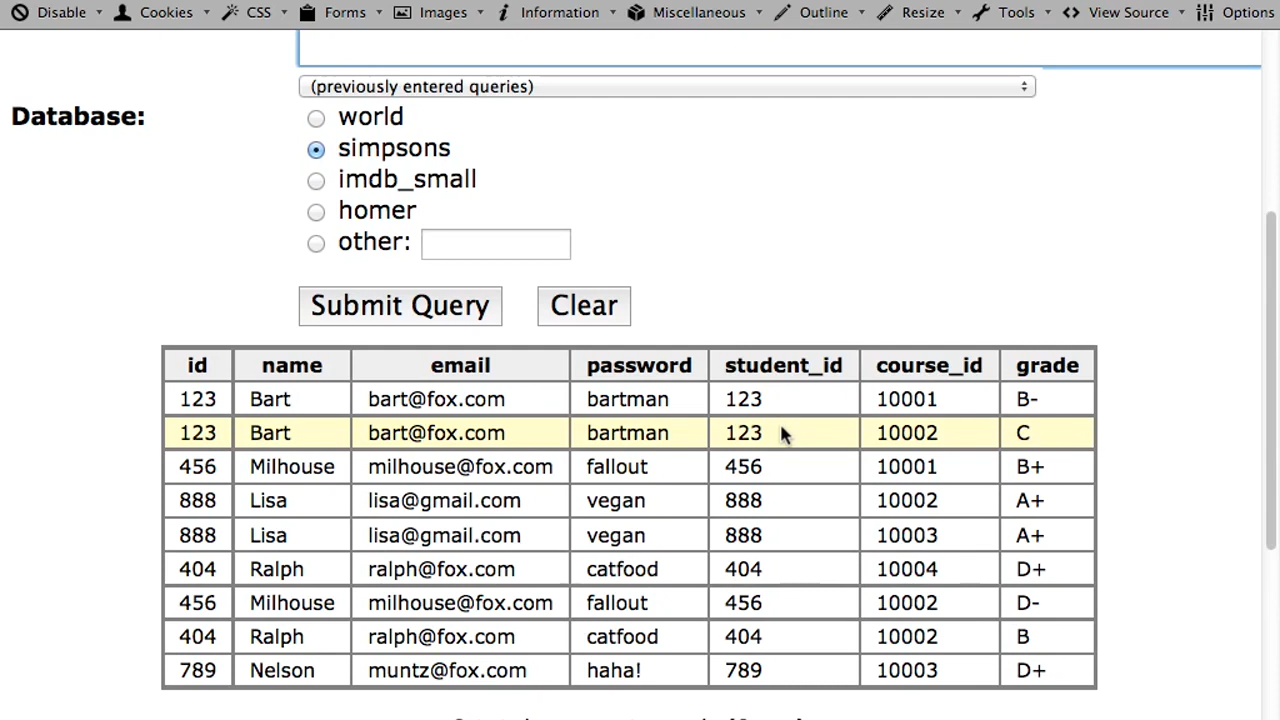 Disable Cookies CSS Forms Images Information Miscellaneous Outline Resize Tools View Source Options
(previously entered queries)
Database:
world
simpsons
imdb_small
homer
other:
Submit Query Clear
id name email password student_id course_id grade
123 Bart bart@fox.com bartman 123 10001 B-
123 Bart bart@fox.com bartman 123 10002 C
456 Milhouse milhouse@fox.com fallout 456 10001 B+
888 Lisa lisa@gmail.com vegan 888 10002 A+
888 Lisa lisa@gmail.com vegan 888 10003 A+
404 Ralph ralph@fox.com catfood 404 10004 D+
456 Milhouse milhouse@fox.com fallout 456 10002 D-
404 Ralph ralph@fox.com catfood 404 10002 B
789 Nelson muntz@fox.com haha! 789 10003 D+